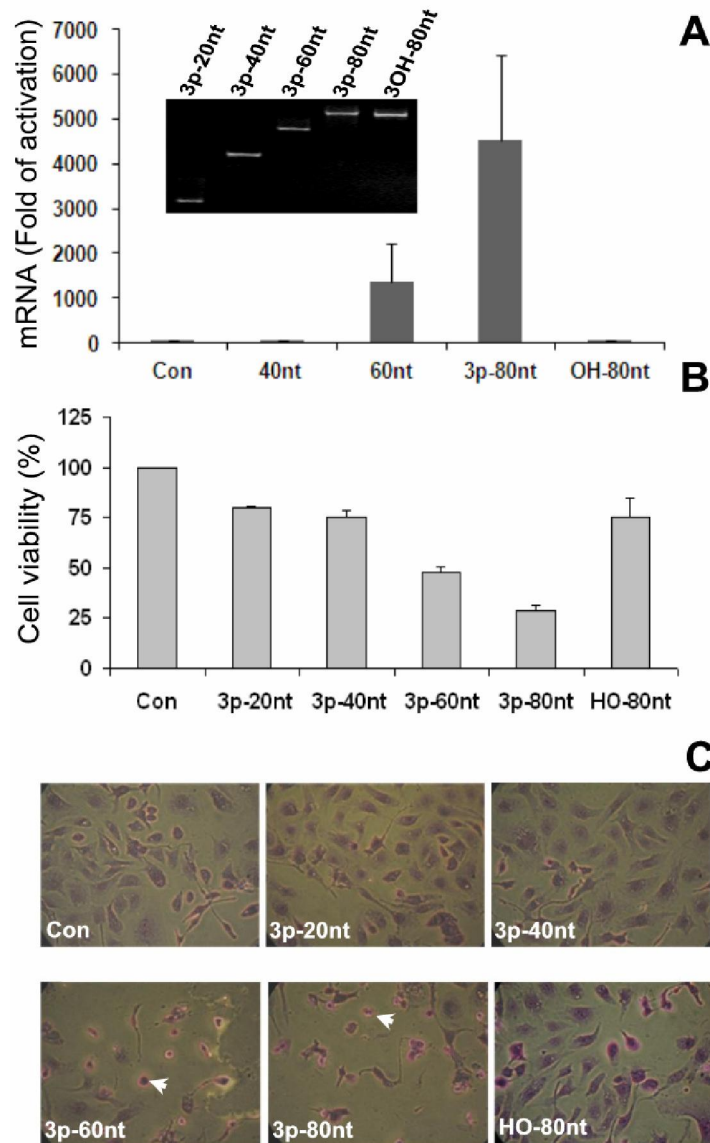 A
mRNA (Fold of activation)
7000
6000
5000
4000
3000
2000
1000
0
3p-20nt
3p-40nt
3p-60nt
3p-80nt
3OH-80nt
Con 40nt 60nt 3p-80nt OH-80nt
B
Cell viability (%)
125
100
75
50
25
0
Con 3p-20nt 3p-40nt 3p-60nt 3p-80nt HO-80nt
C
Con 3p-20nt 3p-40nt
3p-60nt 3p-80nt HO-80nt